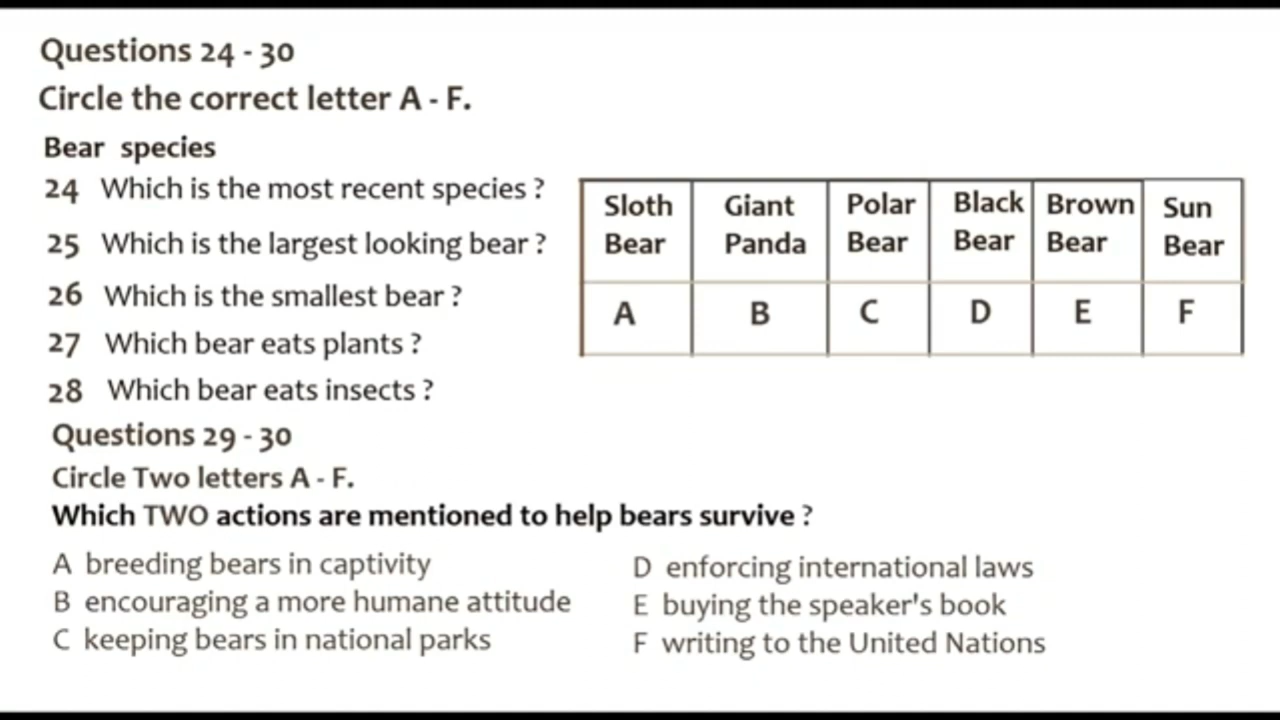 Questions 24 - 30
Circle the correct letter A - F.
Bear species
24 Which is the most recent species ?
25 Which is the largest looking bear ?
26 Which is the smallest bear ?
27 Which bear eats plants ?
28 Which bear eats insects ?
Sloth Bear Giant Panda Polar Bear Black Bear Brown Bear Sun Bear
A B C D E F
Questions 29 - 30
Circle Two letters A - F.
Which TWO actions are mentioned to help bears survive ?
A breeding bears in captivity
B encouraging a more humane attitude
C keeping bears in national parks
D enforcing international laws
E buying the speaker's book
F writing to the United Nations